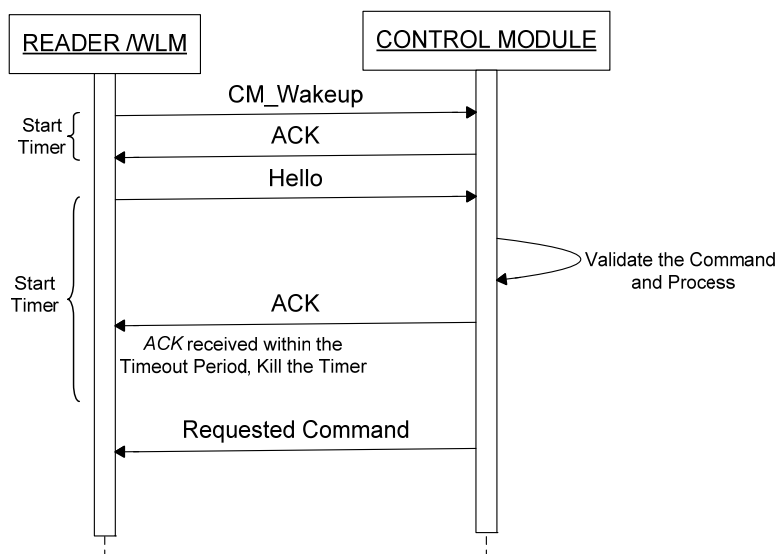 READER /WLM
CONTROL MODULE
CM_Wakeup
Start
Timer
ACK
Hello
Validate the Command
and Process
Start
Timer
ACK
ACK received within the
Timeout Period, Kill the Timer
Requested Command